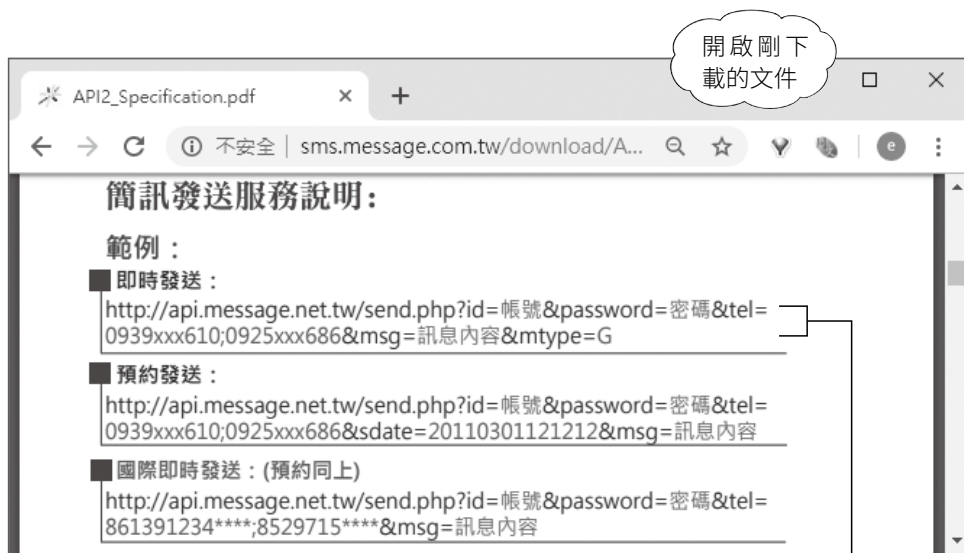 開啟剛下
載的文件
API2_Specification.pdf
不安全 | sms.message.com.tw/download/A...
e
簡訊發送服務說明：
範例：
即時發送：
http://api.message.net.tw/send.php?id=帳號&password=密碼&tel=
0939xxx610;0925xxx686&msg=訊息內容&mtype=G
預約發送：
http://api.message.net.tw/send.php?id=帳號&password=密碼&tel=
0939xxx610;0925xxx686&sdate=20110301121212&msg=訊息內容
國際即時發送：(預約同上)
http://api.message.net.tw/send.php?id=帳號&password=密碼&tel=
861391234****;8529715****&msg=訊息內容